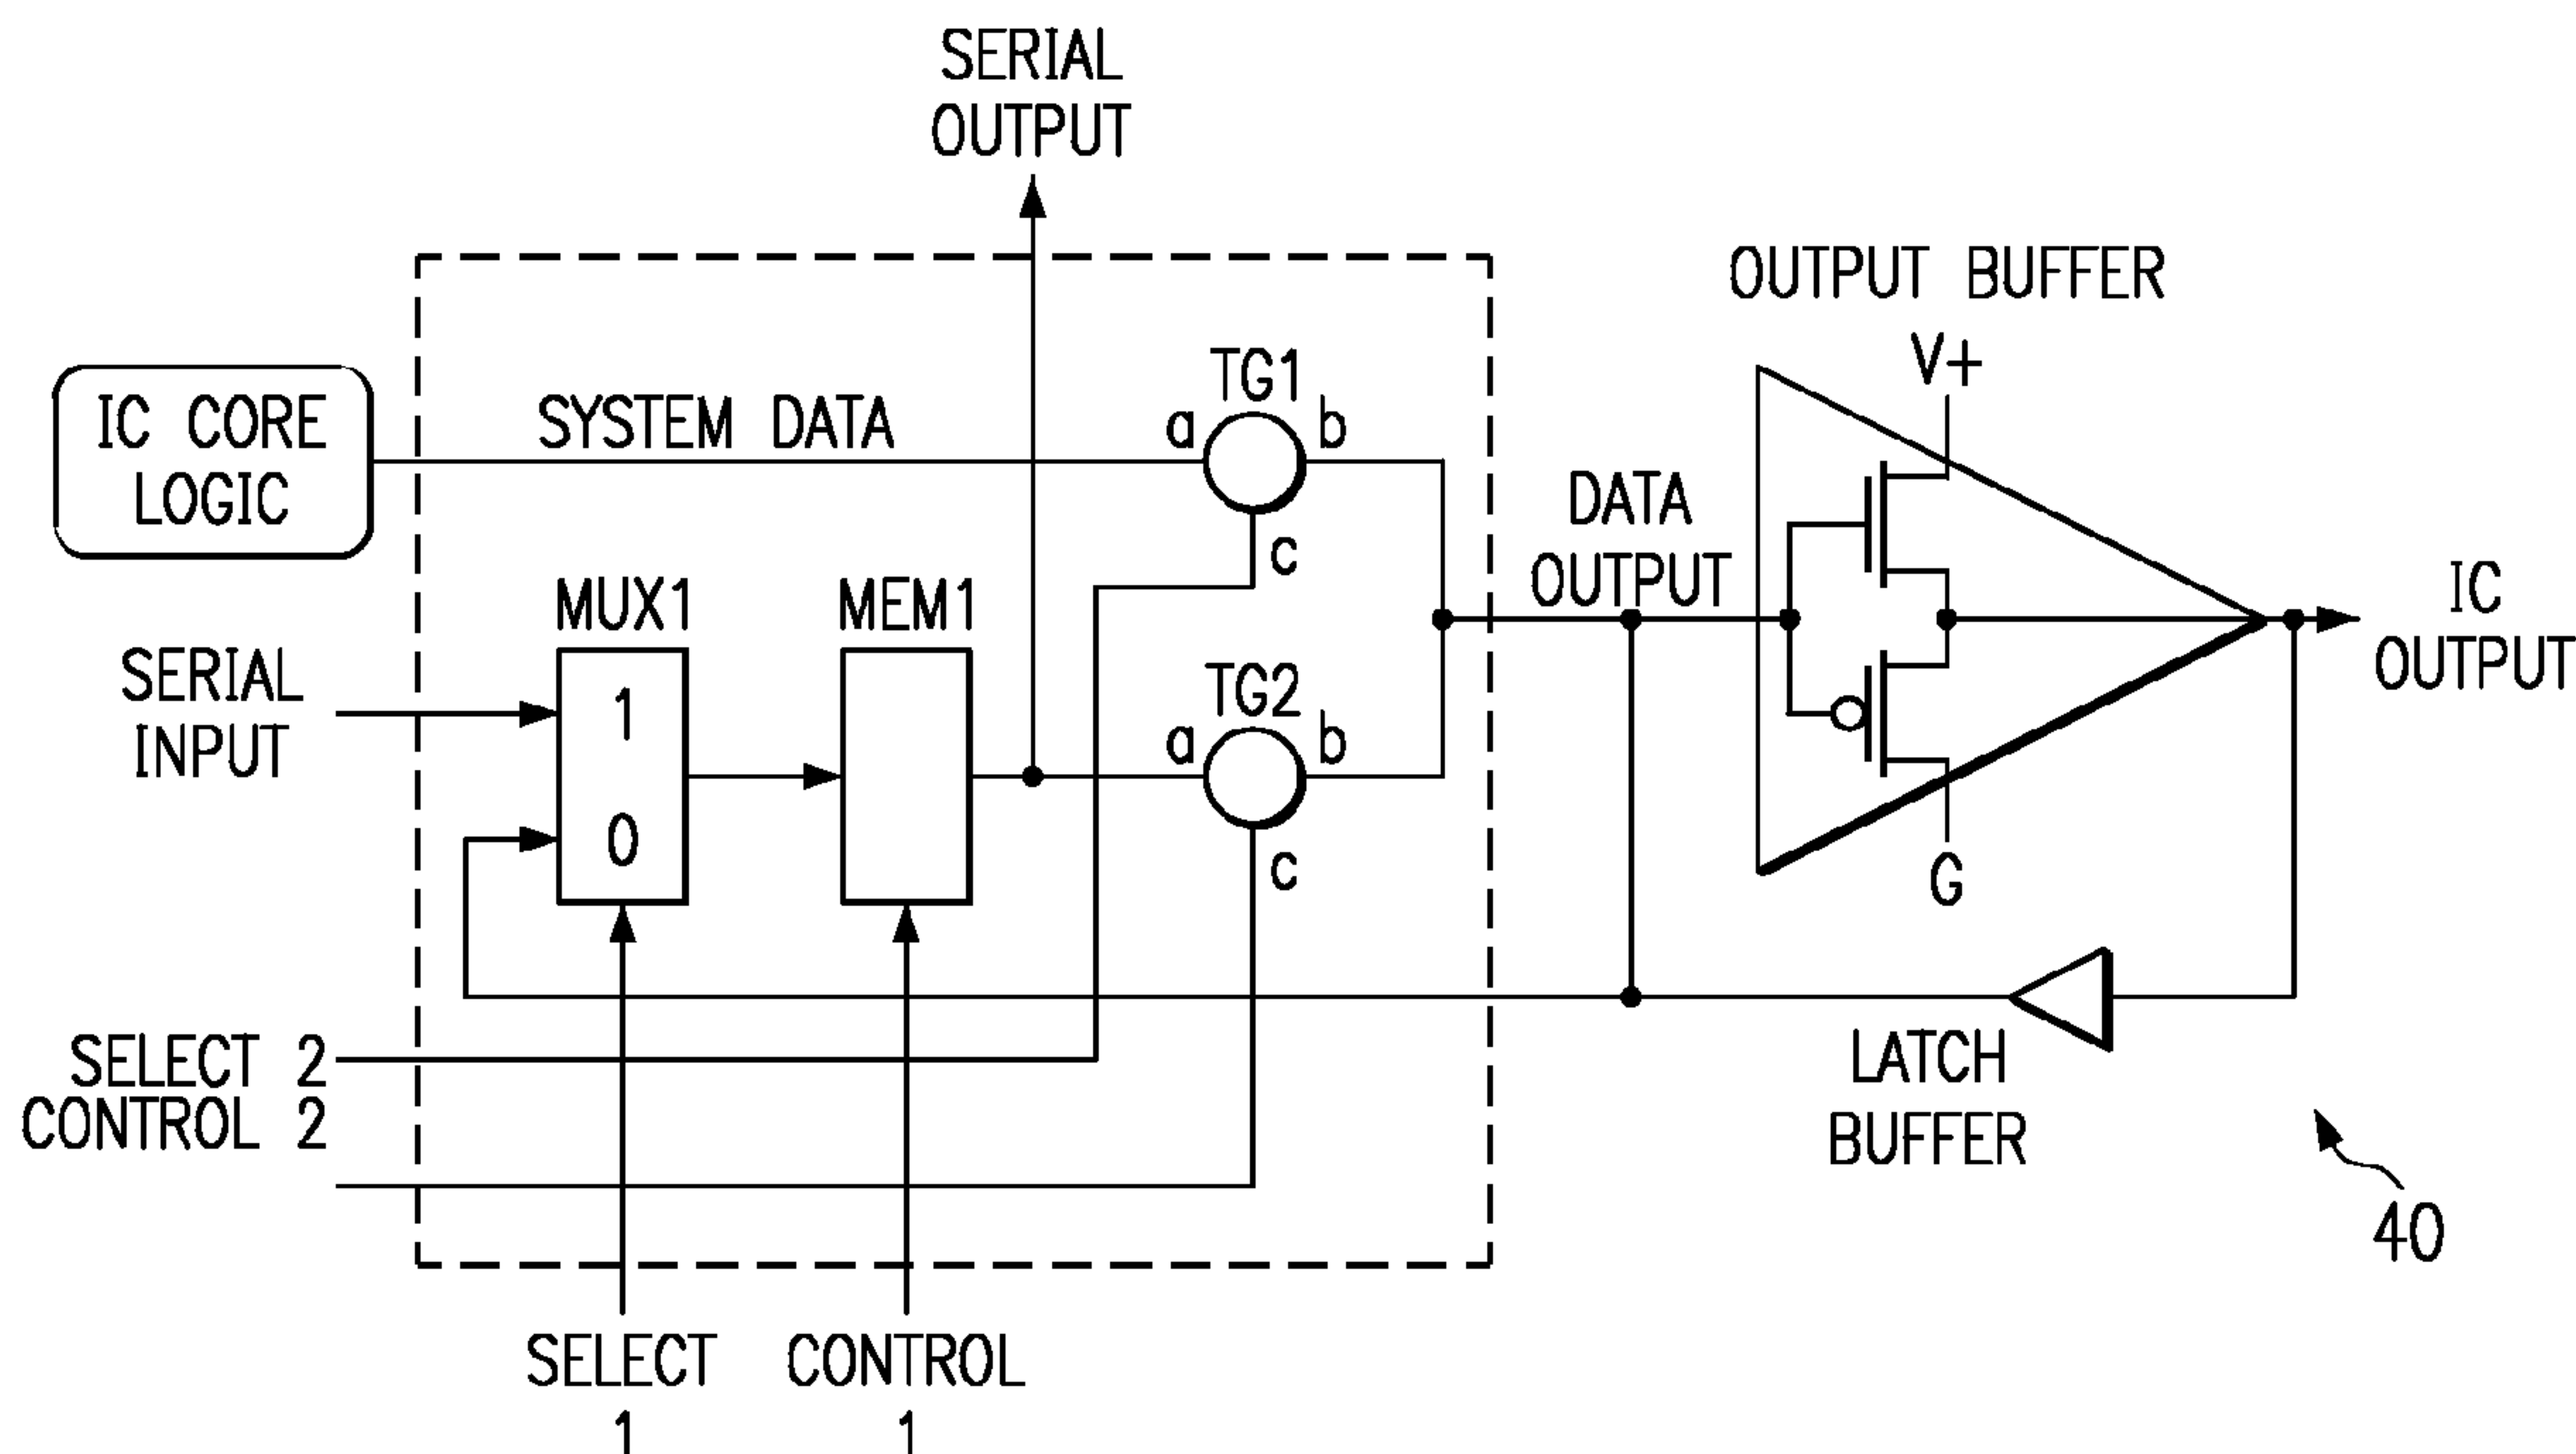 SERIAL
OUTPUT
OUTPUT BUFFER
V+
IC CORE
LOGIC
SYSTEM DATA
TG1
a
b
c
DATA
OUTPUT
IC
OUTPUT
MUX1
MEM1
SERIAL
INPUT
1
0
TG2
a
b
c
G
SELECT 2
CONTROL 2
LATCH
BUFFER
40
SELECT
1
CONTROL
1